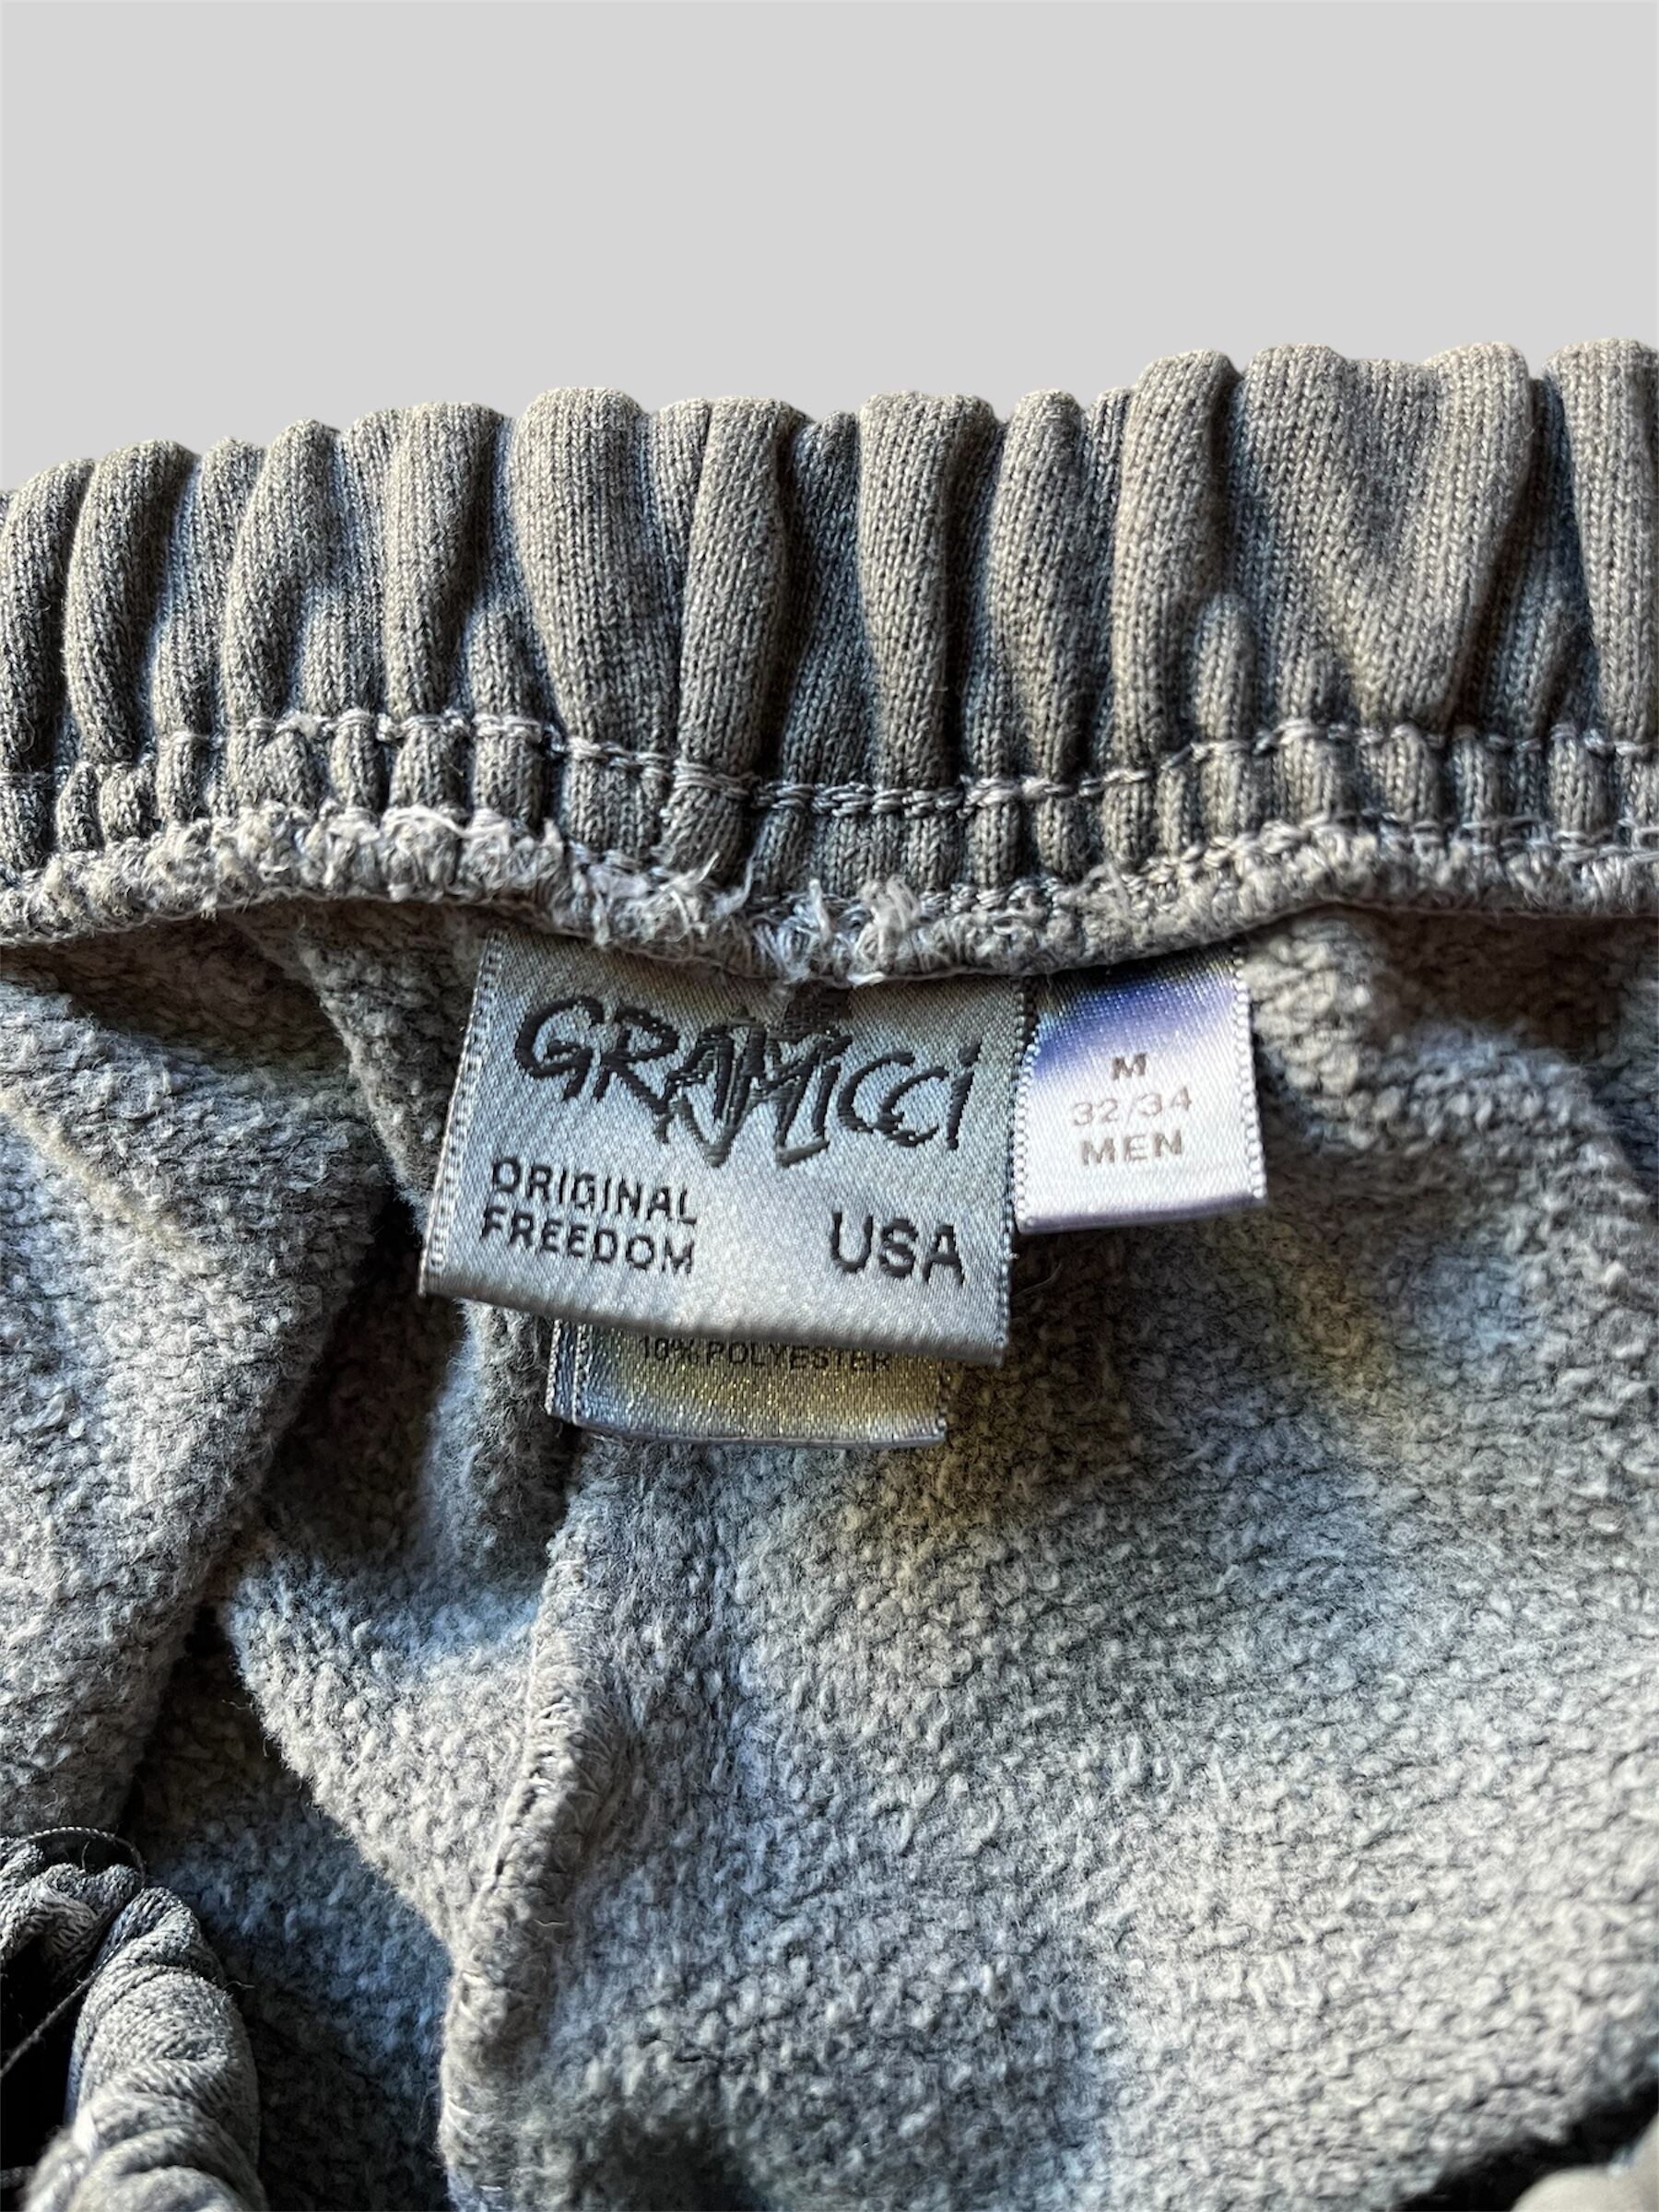 GRAMICCI
ORIGINAL
FREEDOM
USA
M
32/34
MEN
10% POLYESTER